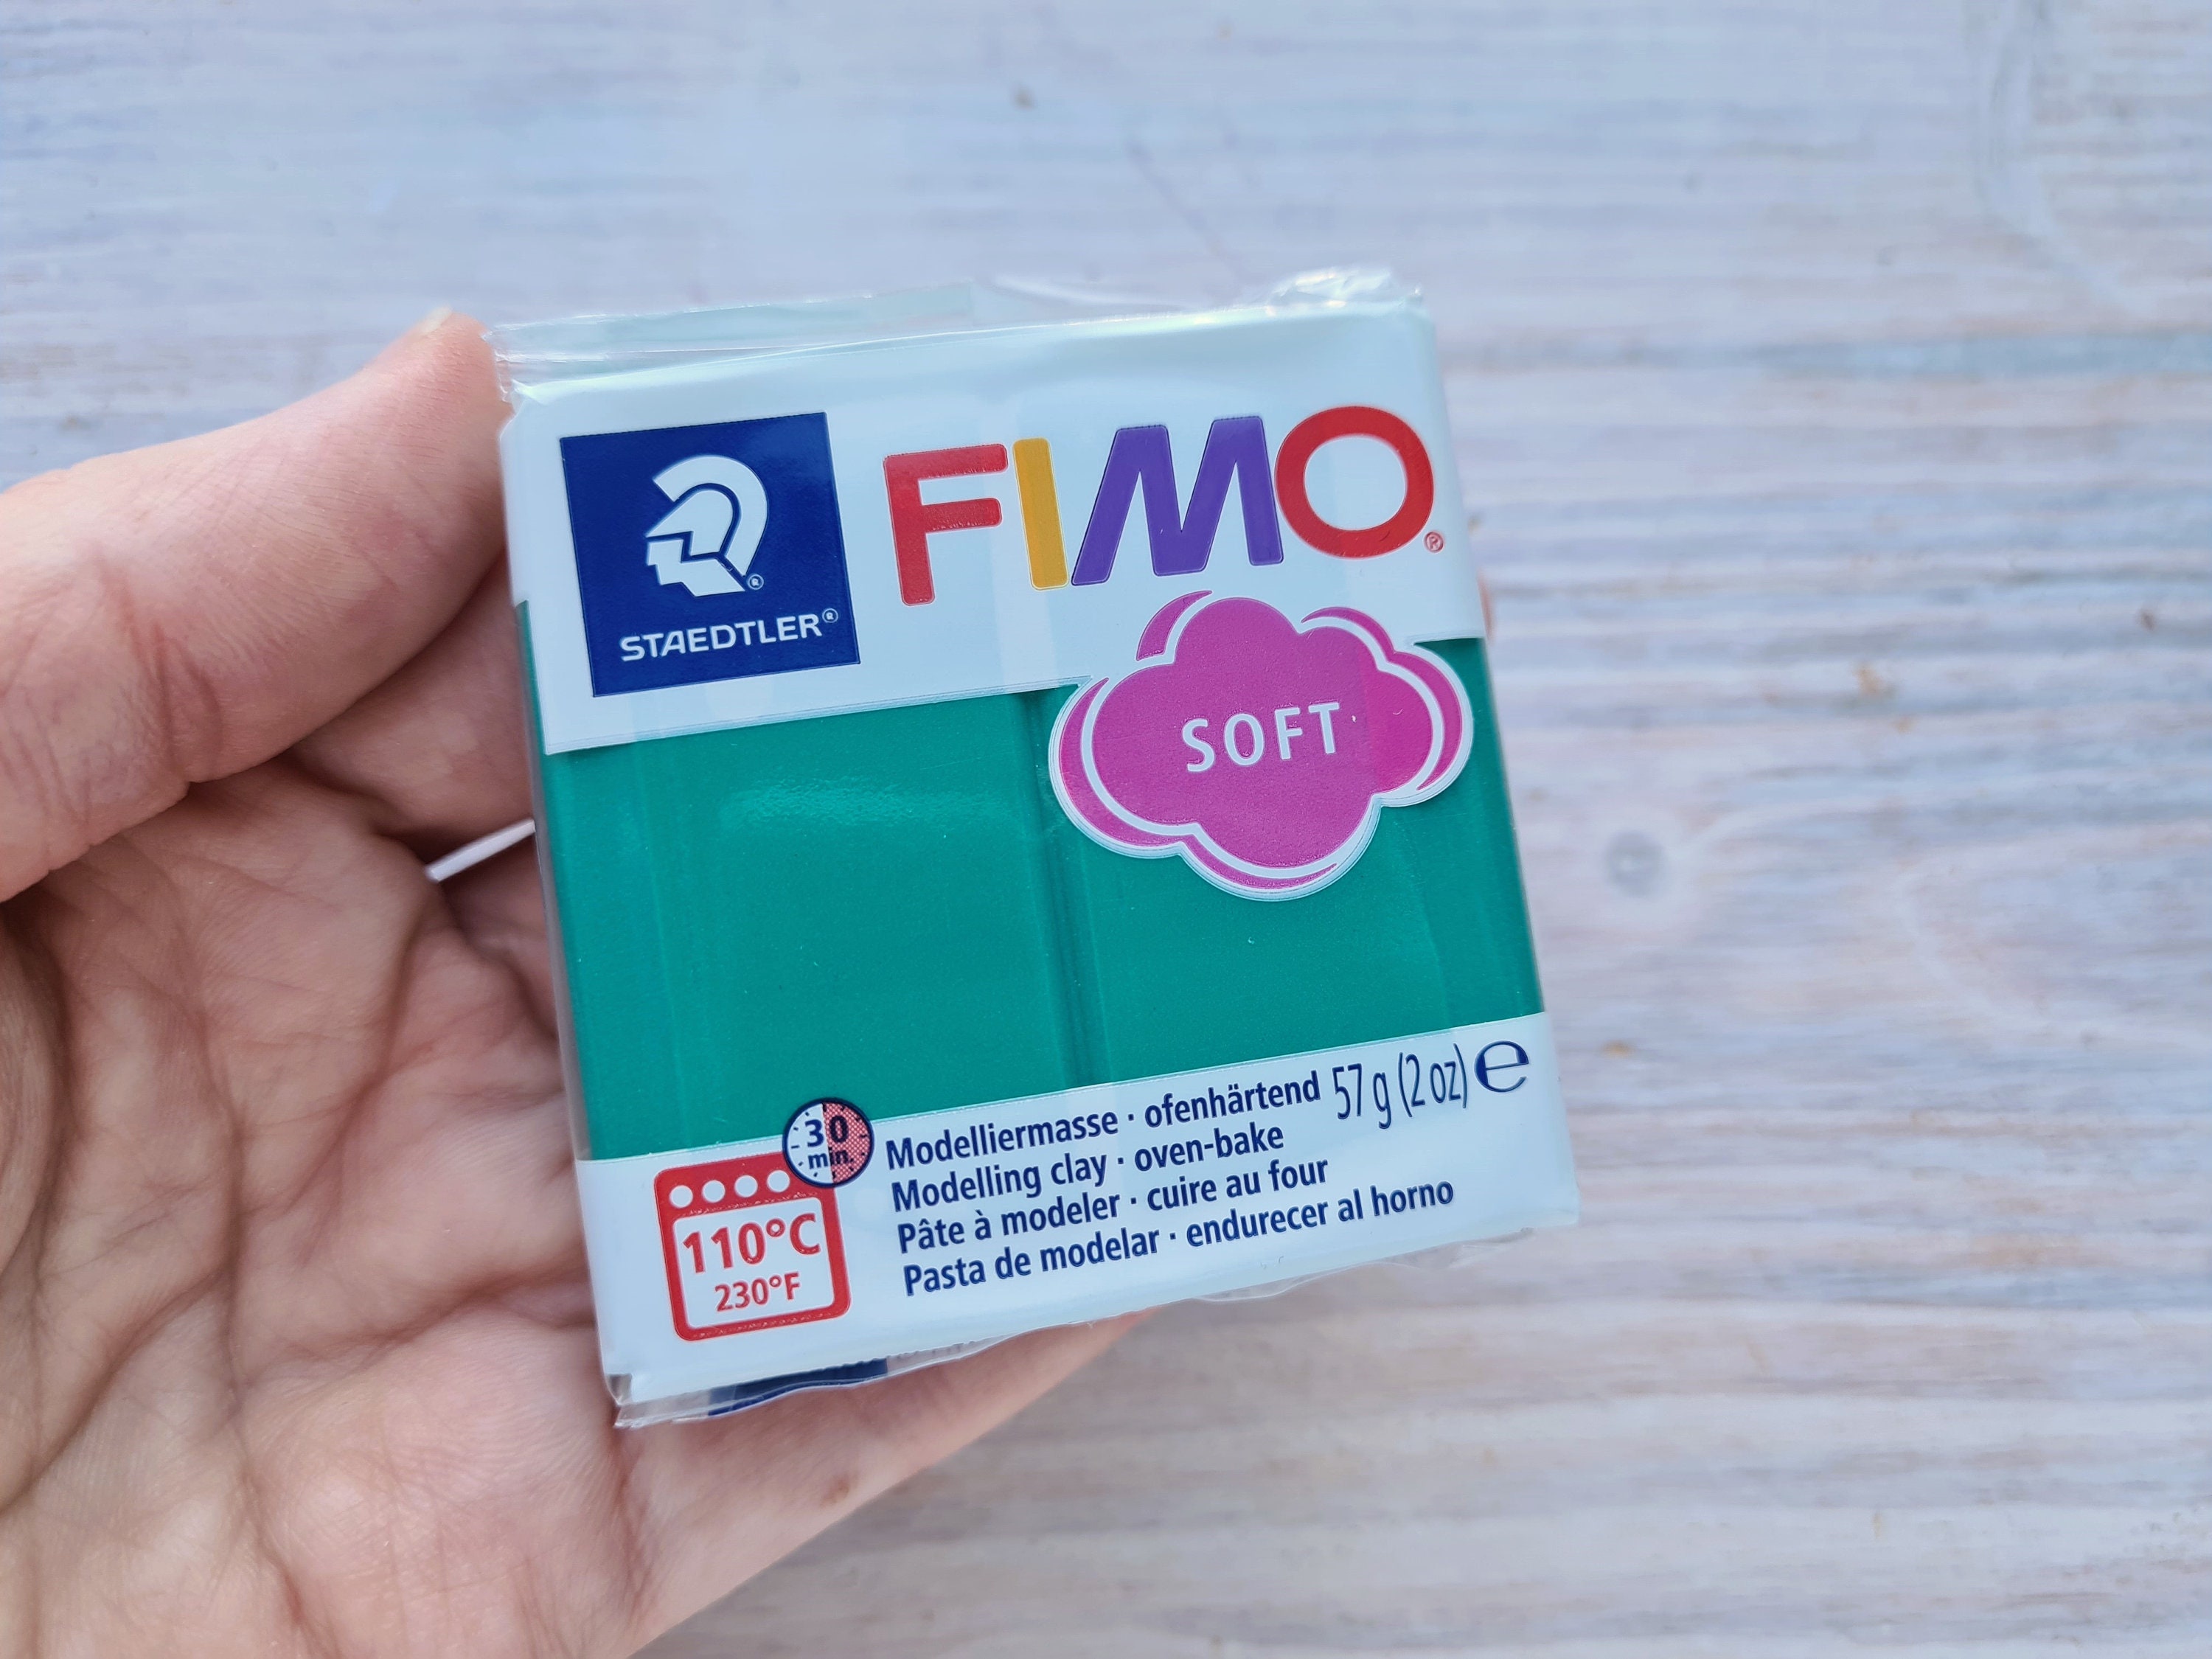 STAEDTLER®
FIMO®
SOFT
30
min.
110°C
230°F
Modelliermasse · ofenhärtend 57 g (2 oz) ℮
Modelling clay · oven-bake
Pâte à modeler · cuire au four
Pasta de modelar · endurecer al horno